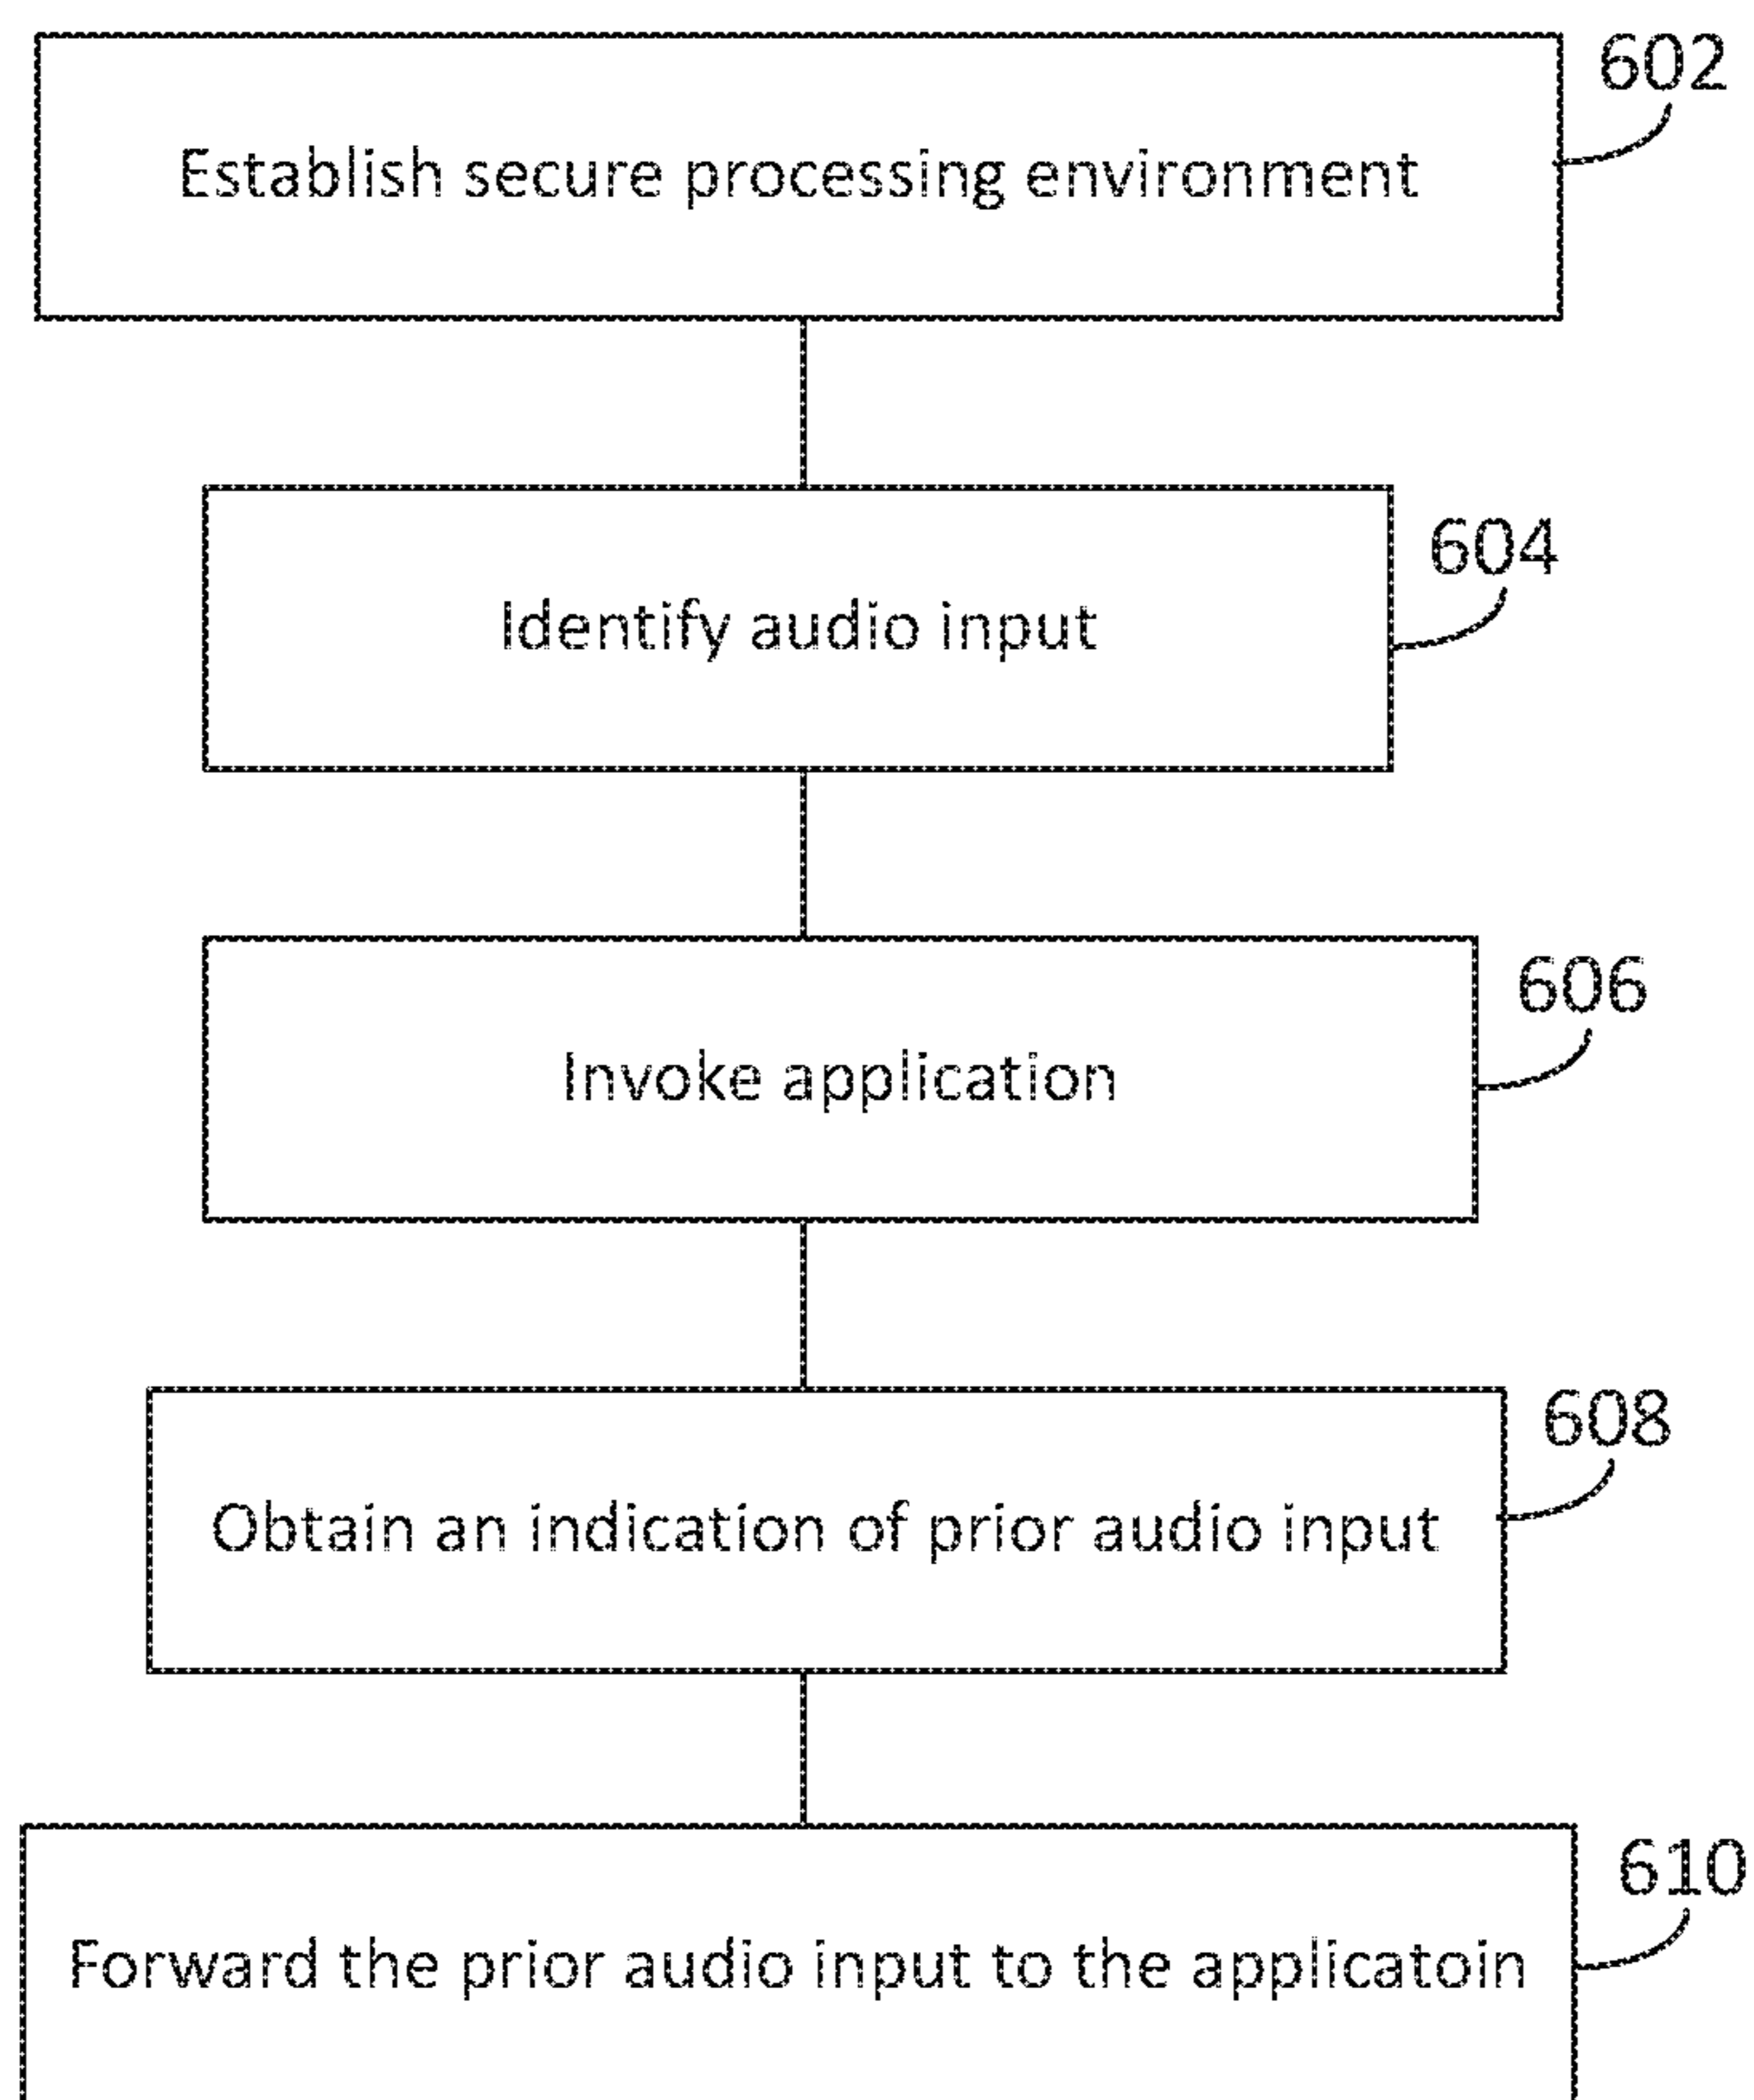 602
Establish secure processing environment
604
Identify audio input
606
Invoke application
608
Obtain an indication of prior audio input
610
Forward the prior audio input to the applicatoin